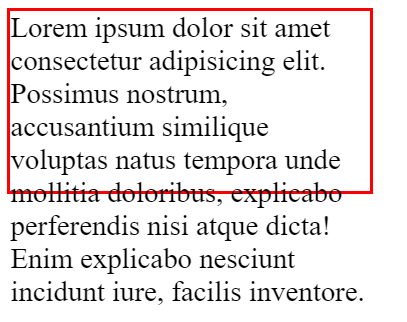 Lorem ipsum dolor sit amet
consectetur adipisicing elit.
Possimus nostrum,
accusantium similique
voluptas natus tempora unde
mollitia doloribus, explicabo
perferendis nisi atque dicta!
Enim explicabo nesciunt
incidunt iure, facilis inventore.